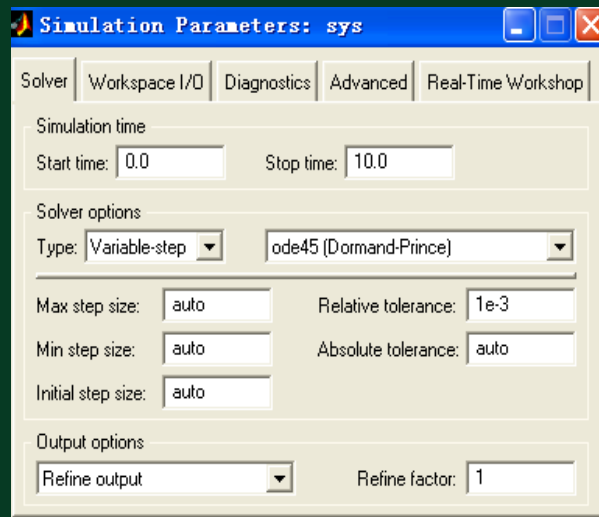 Simulation Parameters: sys
Solver Workspace I/O Diagnostics Advanced Real-Time Workshop
Simulation time
Start time: 0.0 Stop time: 10.0
Solver options
Type: Variable-step ode45 (Dormand-Prince)
Max step size: auto Relative tolerance: 1e-3
Min step size: auto Absolute tolerance: auto
Initial step size: auto
Output options
Refine output Refine factor: 1